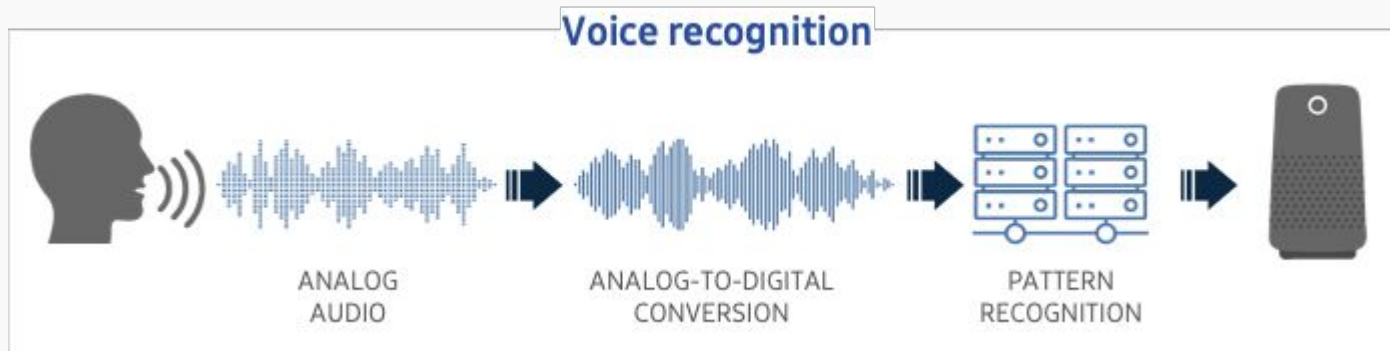 Voice recognition
ANALOG
AUDIO
ANALOG-TO-DIGITAL
CONVERSION
PATTERN
RECOGNITION